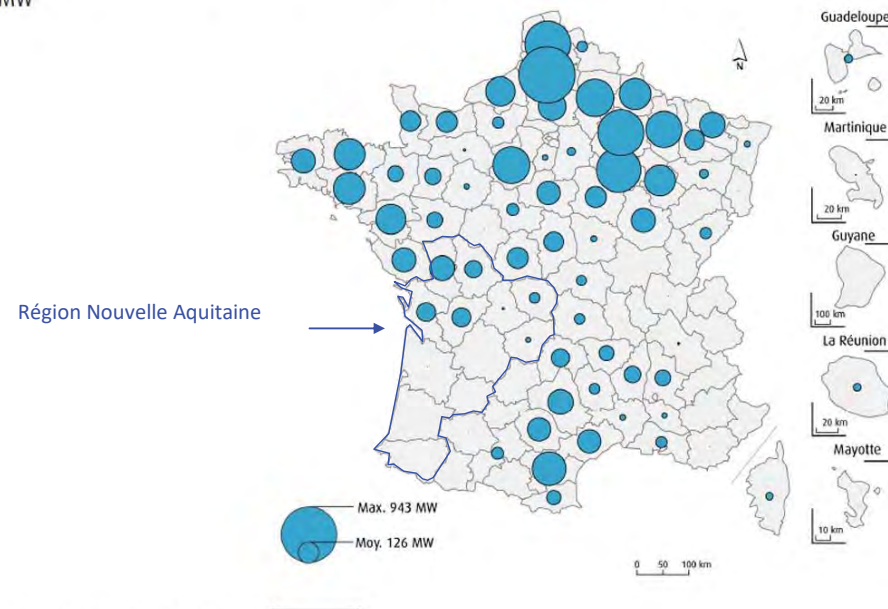 MW
Guadeloupe
N
20 km
Martinique
20 km
Guyane
100 km
La Réunion
20 km
Mayotte
10 km
Région Nouvelle Aquitaine
Max. 943 MW
Moy. 126 MW
0 50 100 km